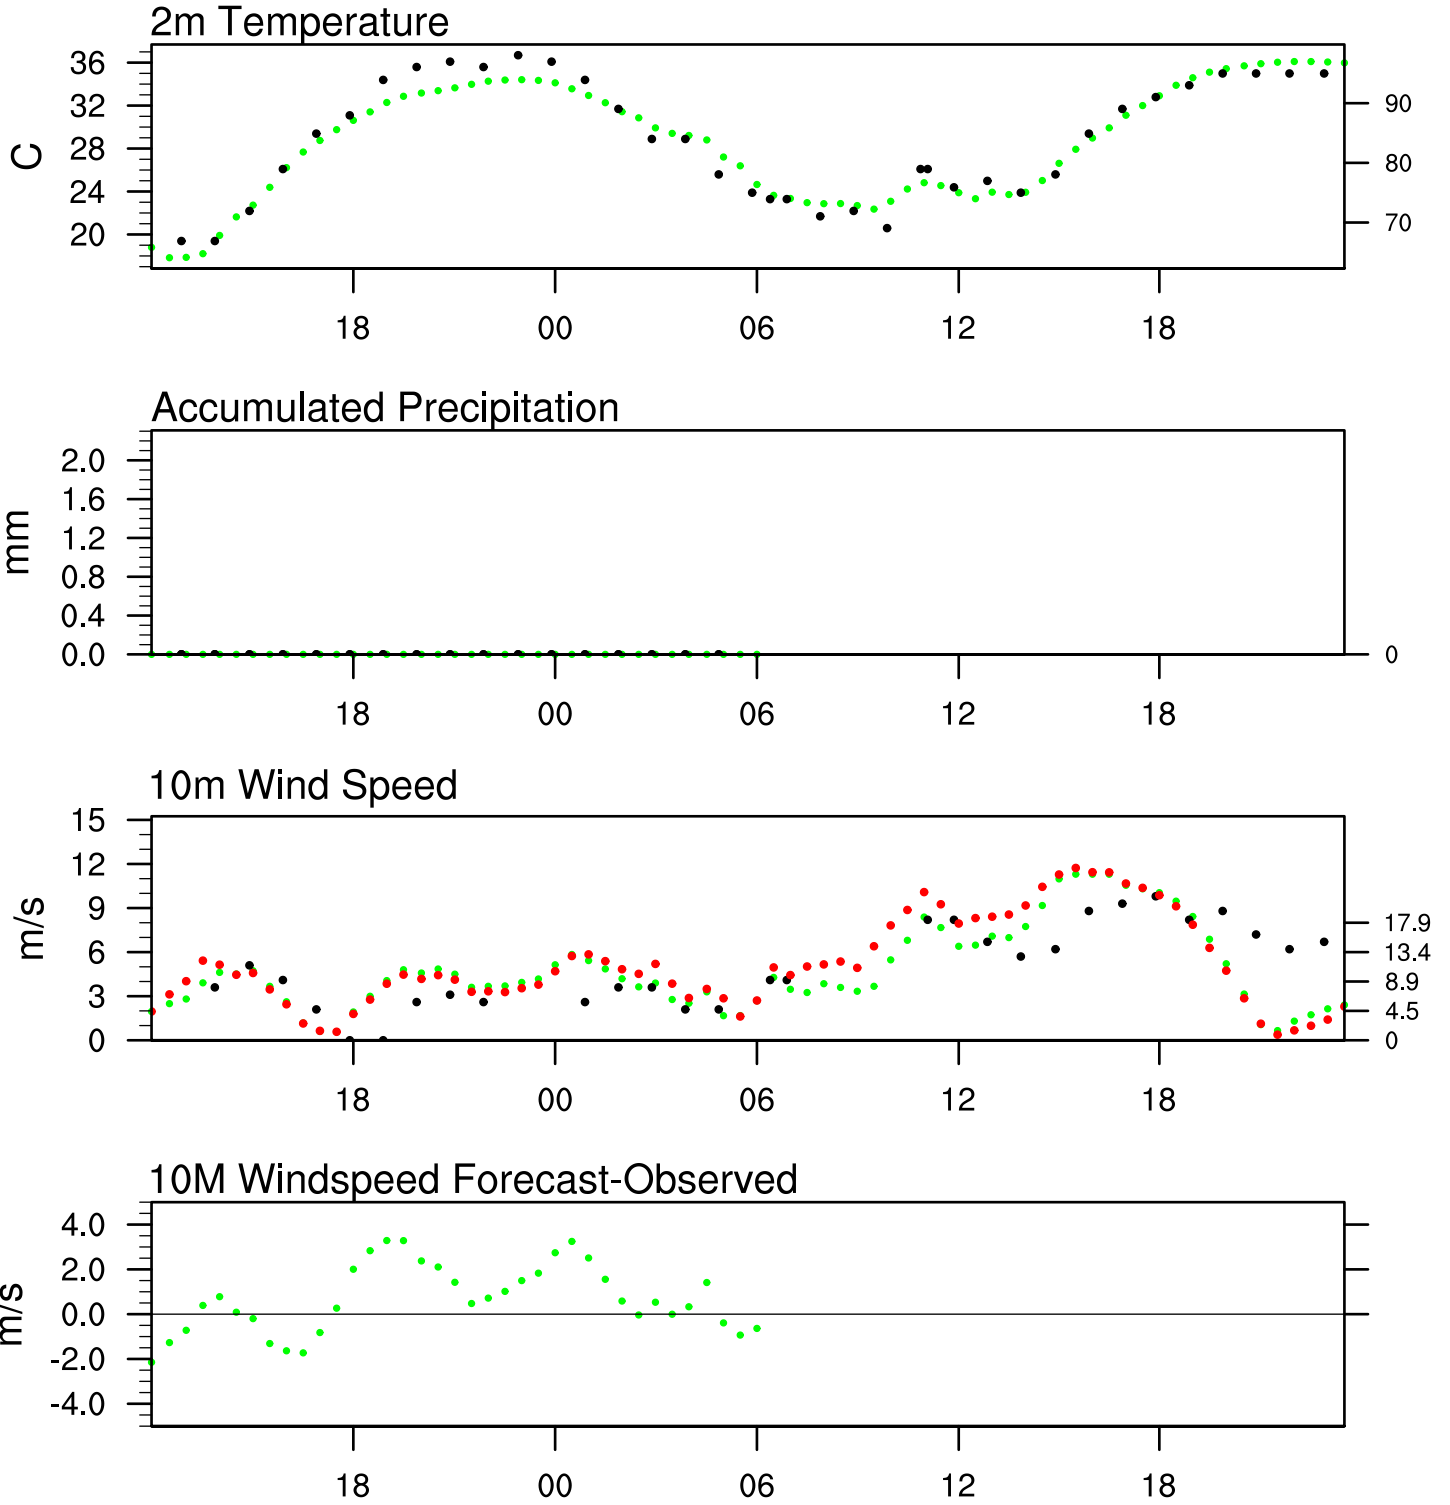 2m Temperature
36
32
28
24
20
C
90
80
70
18 00 06 12 18
Accumulated Precipitation
2.0
1.6
1.2
0.8
0.4
0.0
mm
0
18 00 06 12 18
10m Wind Speed
15
12
9
6
3
0
m/s
17.9
13.4
8.9
4.5
0
18 00 06 12 18
10M Windspeed Forecast-Observed
4.0
2.0
0.0
-2.0
-4.0
m/s
18 00 06 12 18